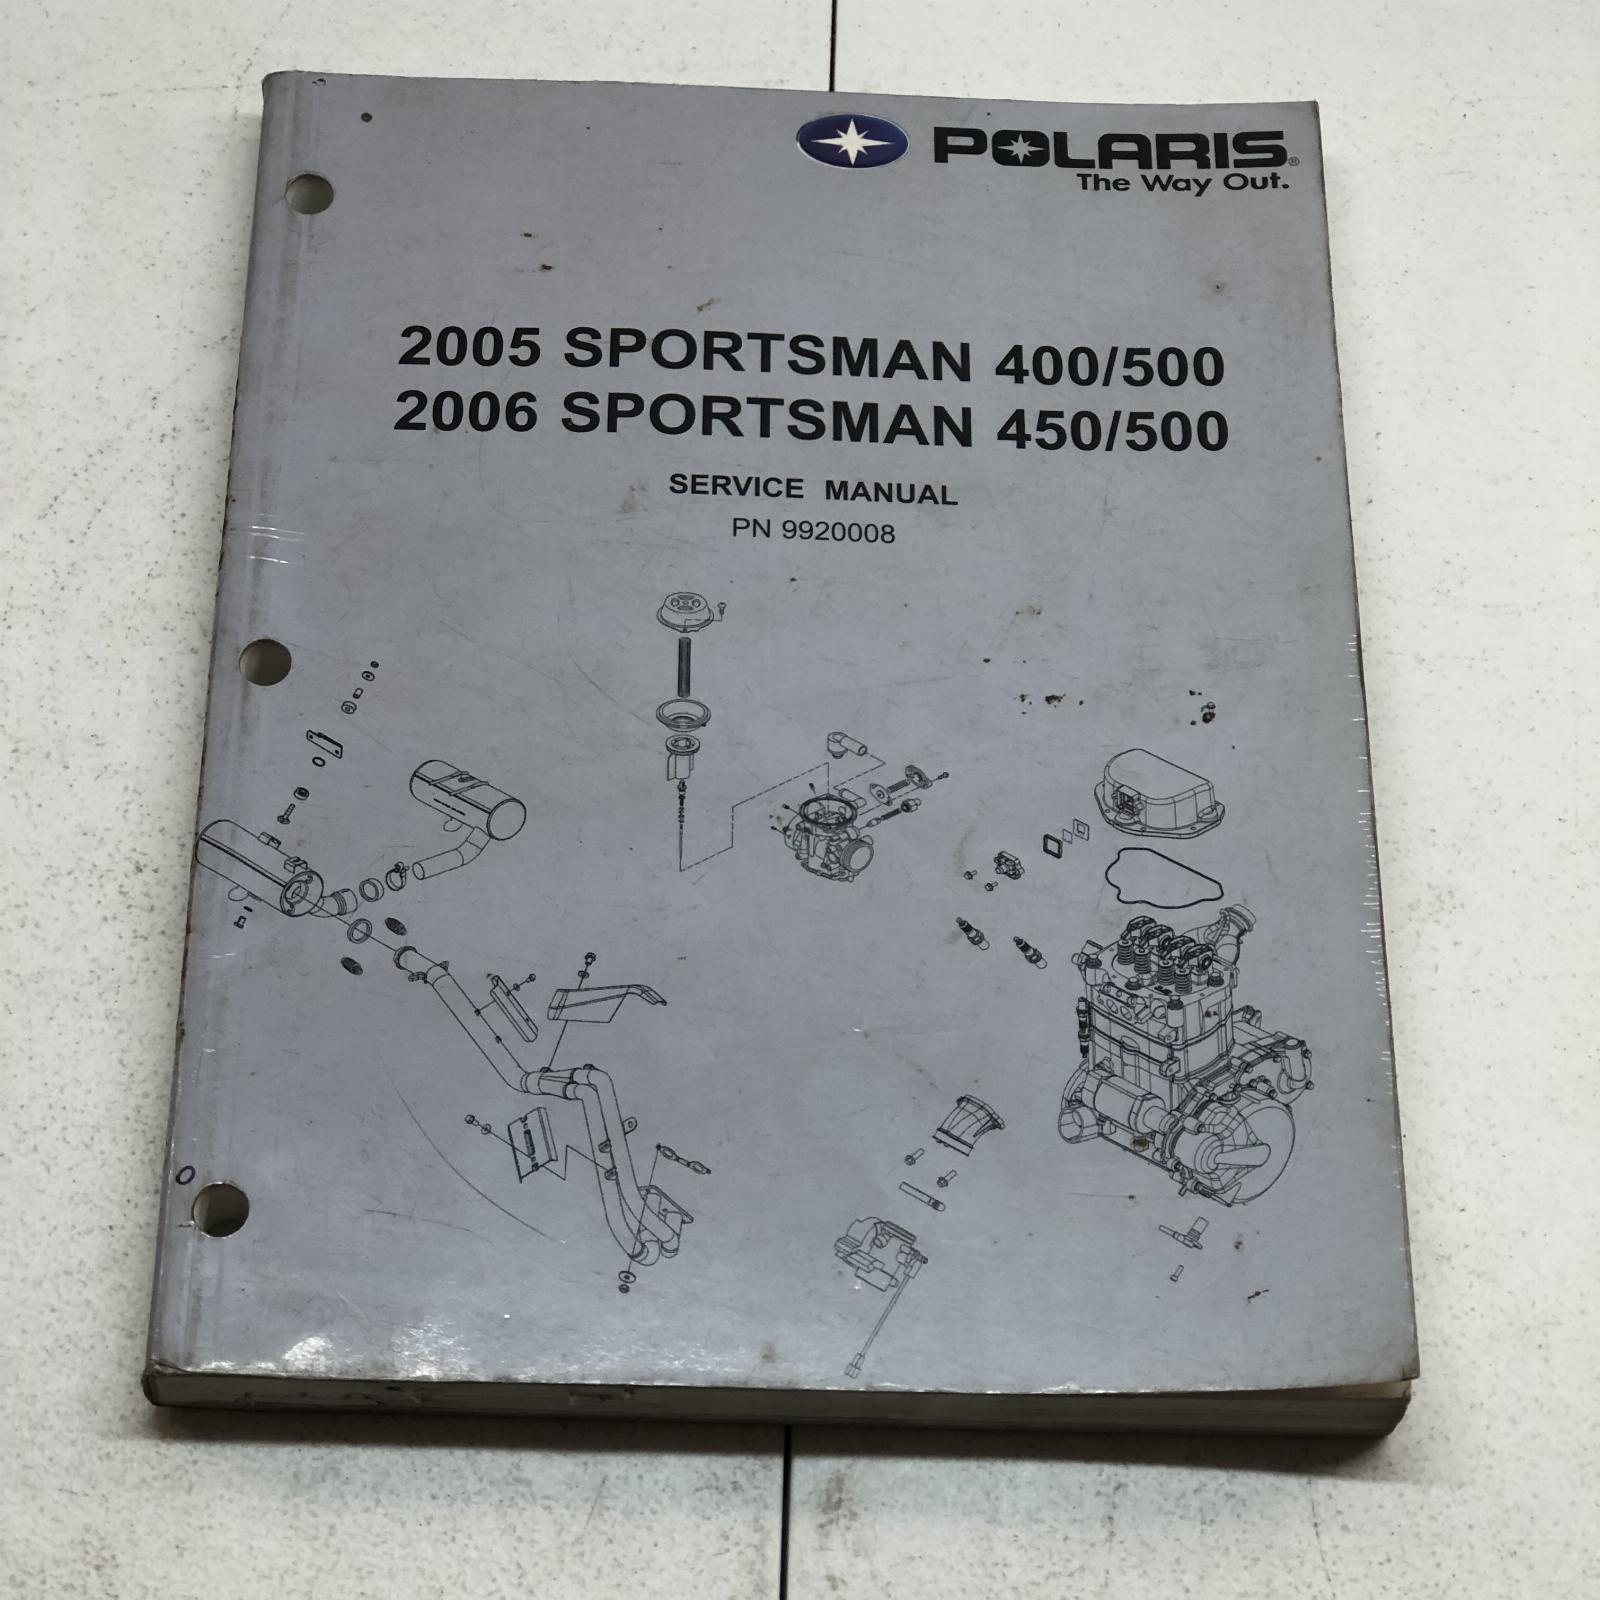 POLARIS®
The Way Out.
2005 SPORTSMAN 400/500
2006 SPORTSMAN 450/500
SERVICE MANUAL
PN 9920008